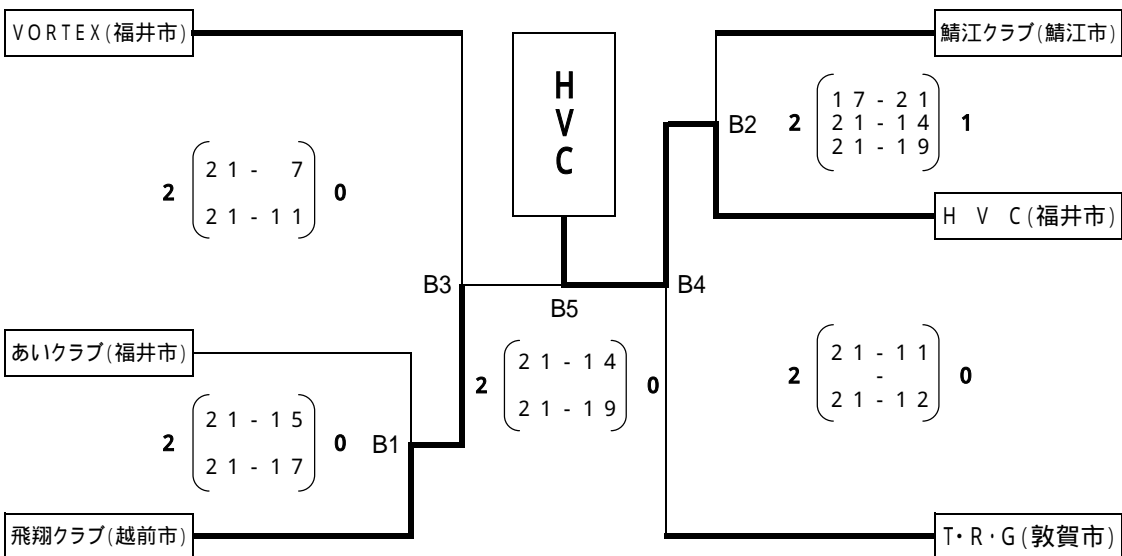 VORTEX(福井市)
鯖江クラブ(鯖江市)
H
V
C
17-21
2 21-14 1
21-19
B2
21- 7
2 0
21-11
H V C(福井市)
B3
B4
B5
あいクラブ(福井市)
21-14
2 0
21-19
21-11
2 - 0
21-12
21-15
2 0
21-17
B1
飛翔クラブ(越前市)
T・R・G(敦賀市)